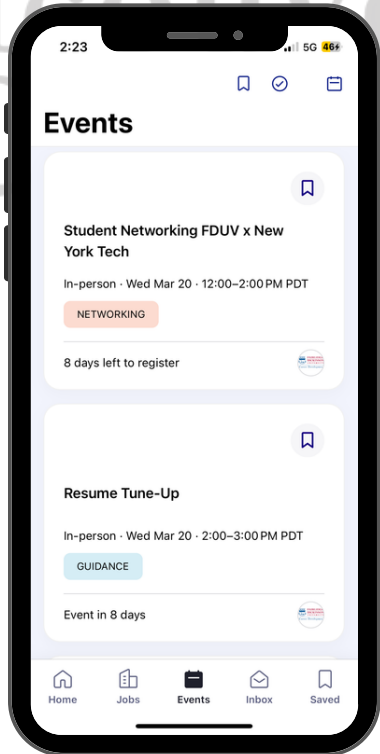 2:23
5G 46
Events
Student Networking FDUV x New
York Tech
In-person · Wed Mar 20 · 12:00–2:00 PM PDT
NETWORKING
8 days left to register
Resume Tune-Up
In-person · Wed Mar 20 · 2:00–3:00 PM PDT
GUIDANCE
Event in 8 days
Home Jobs Events Inbox Saved